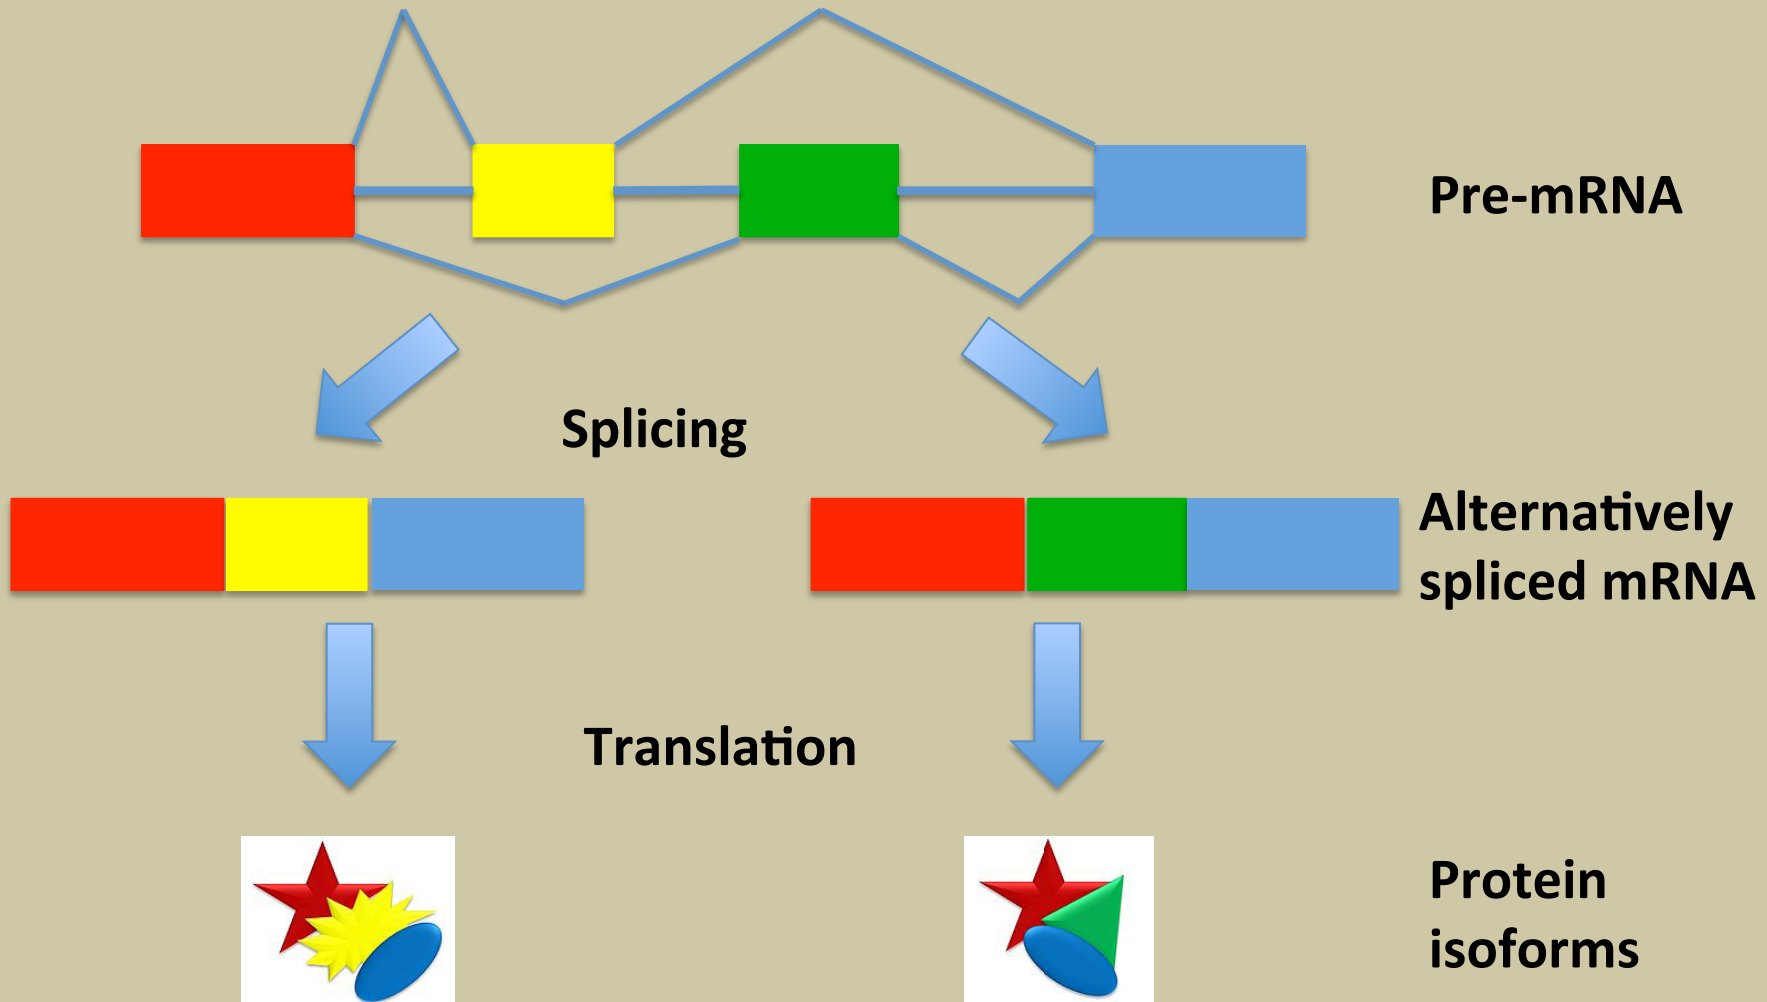 Pre-mRNA
Splicing
Alternatively
spliced mRNA
Translation
Protein
isoforms